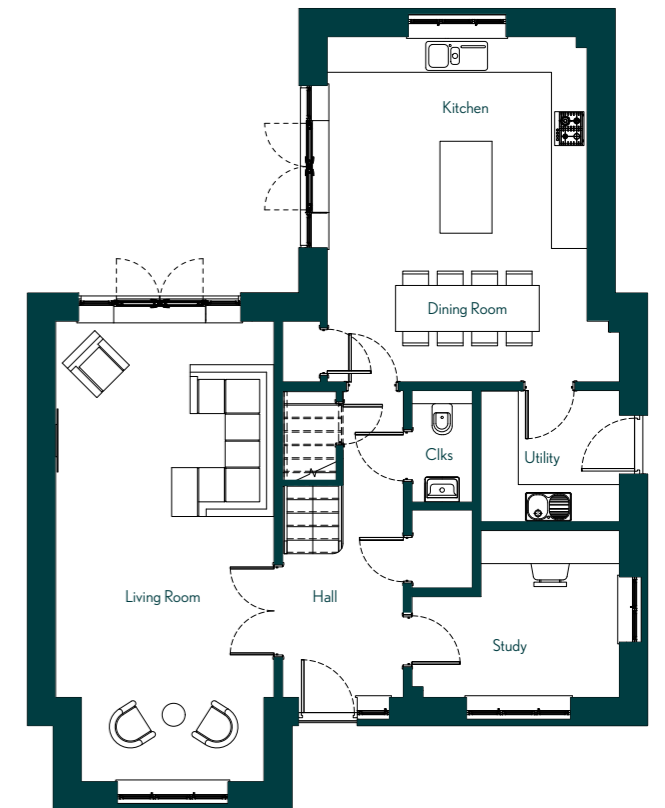 Kitchen
Dining Room
Clks
Utility
Living Room
Hall
Study